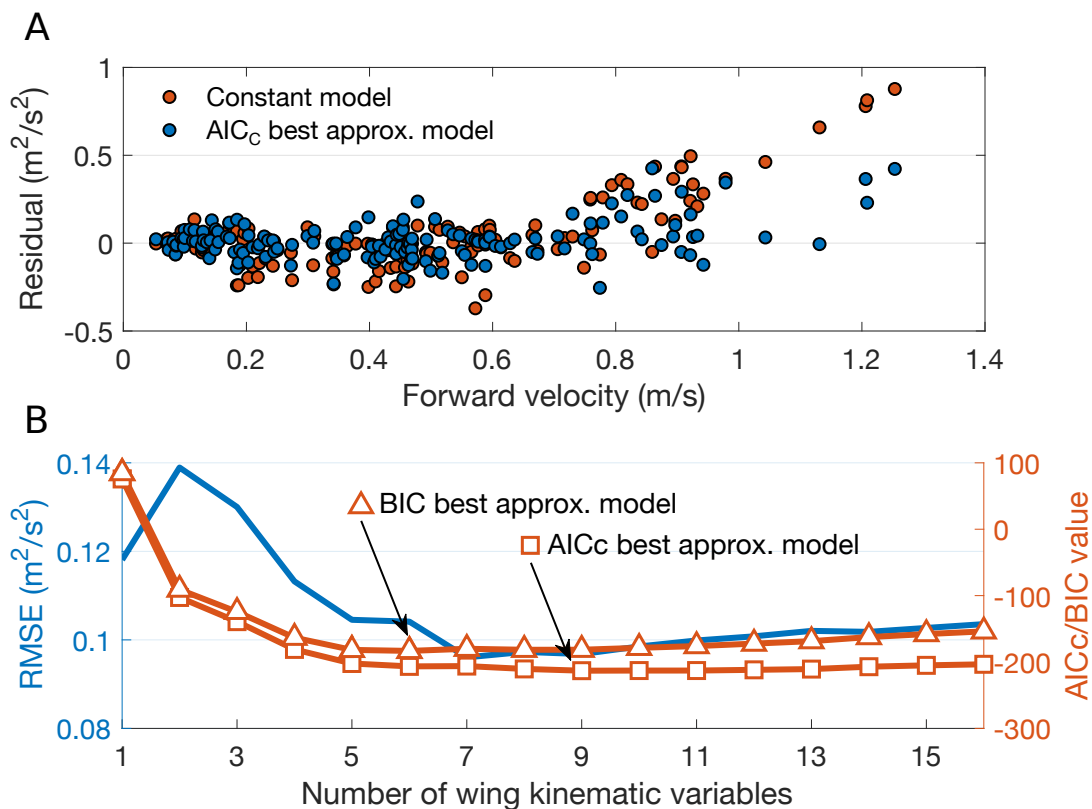 A
Residual (m²/s²)
1
0.5
0
-0.5
Constant model
AIC_C best approx. model
0 0.2 0.4 0.6 0.8 1 1.2 1.4
Forward velocity (m/s)
B
RMSE (m²/s²)
0.14
0.12
0.1
0.08
BIC best approx. model
AICc best approx. model
100
0
-100
-200
-300
AICc/BIC value
1 3 5 7 9 11 13 15
Number of wing kinematic variables